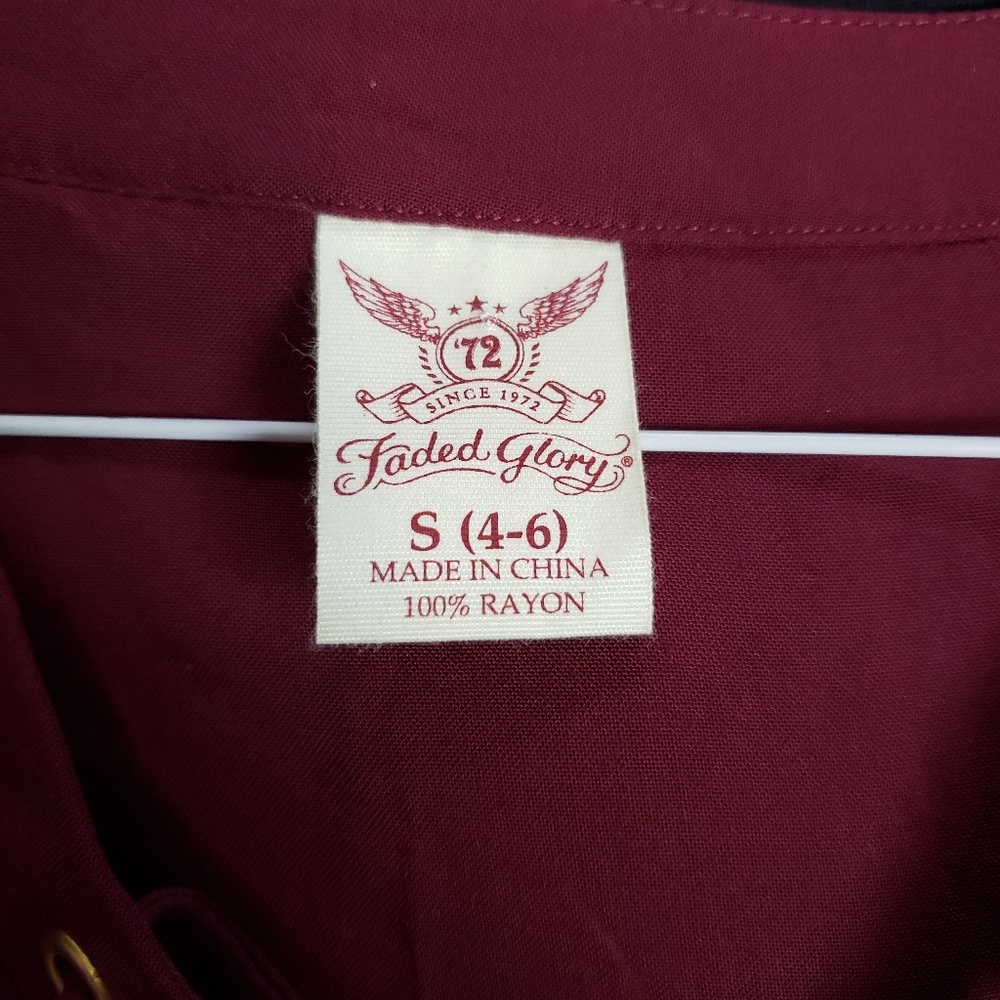 '72
SINCE 1972
Faded Glory®
S (4-6)
MADE IN CHINA
100% RAYON